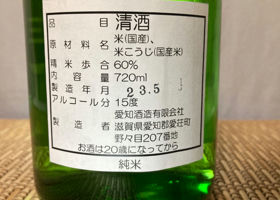 品目 清酒
原材料名 米(国産)、
米こうじ(国産米)
精米歩合 60%
内容量 720ml
製造年月 23.5
アルコール分 15度
製造者 愛知酒造有限会社
滋賀県愛知郡愛荘町
野々目207番地
お酒は20歳になってから
純米